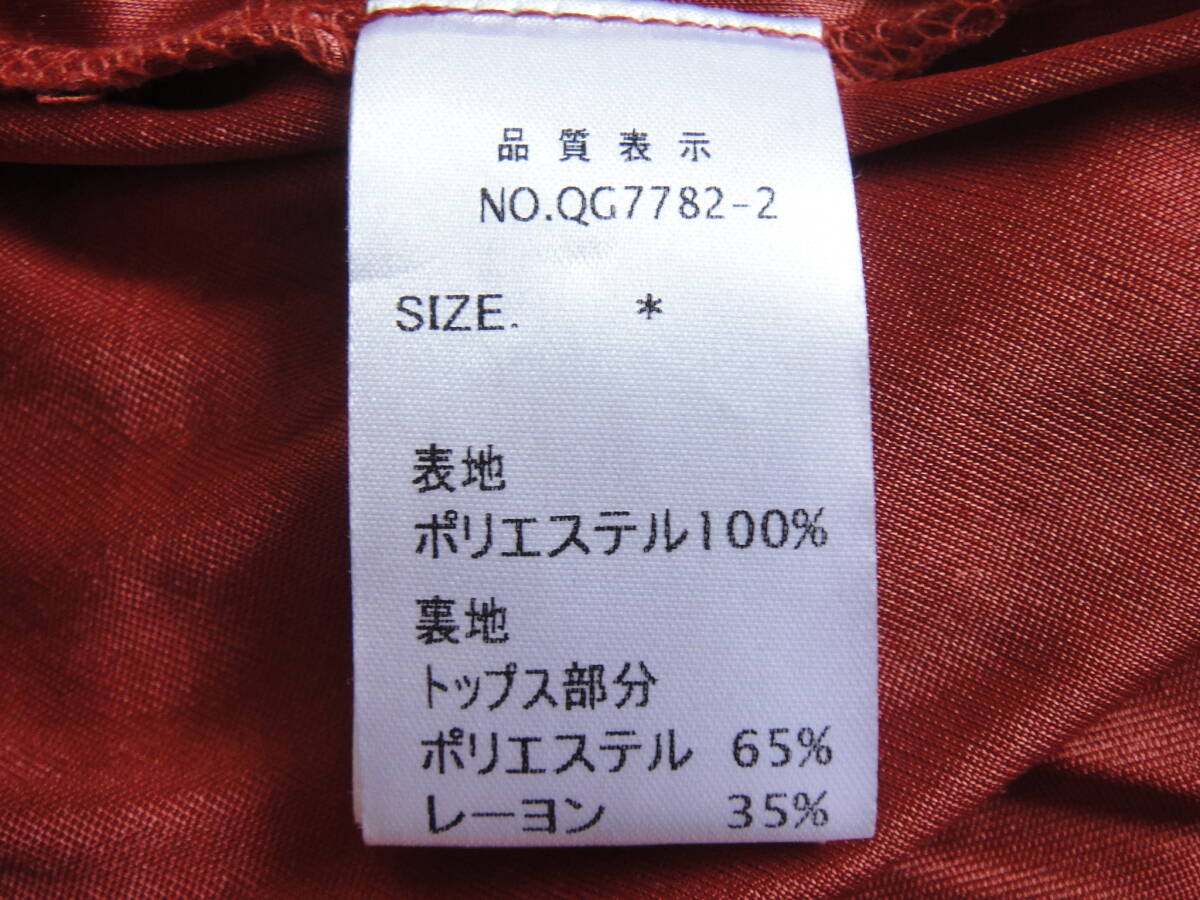 品質表示
NO.QG7782-2
SIZE. *
表地
ポリエステル100%
裏地
トップス部分
ポリエステル 65%
レーヨン 35%